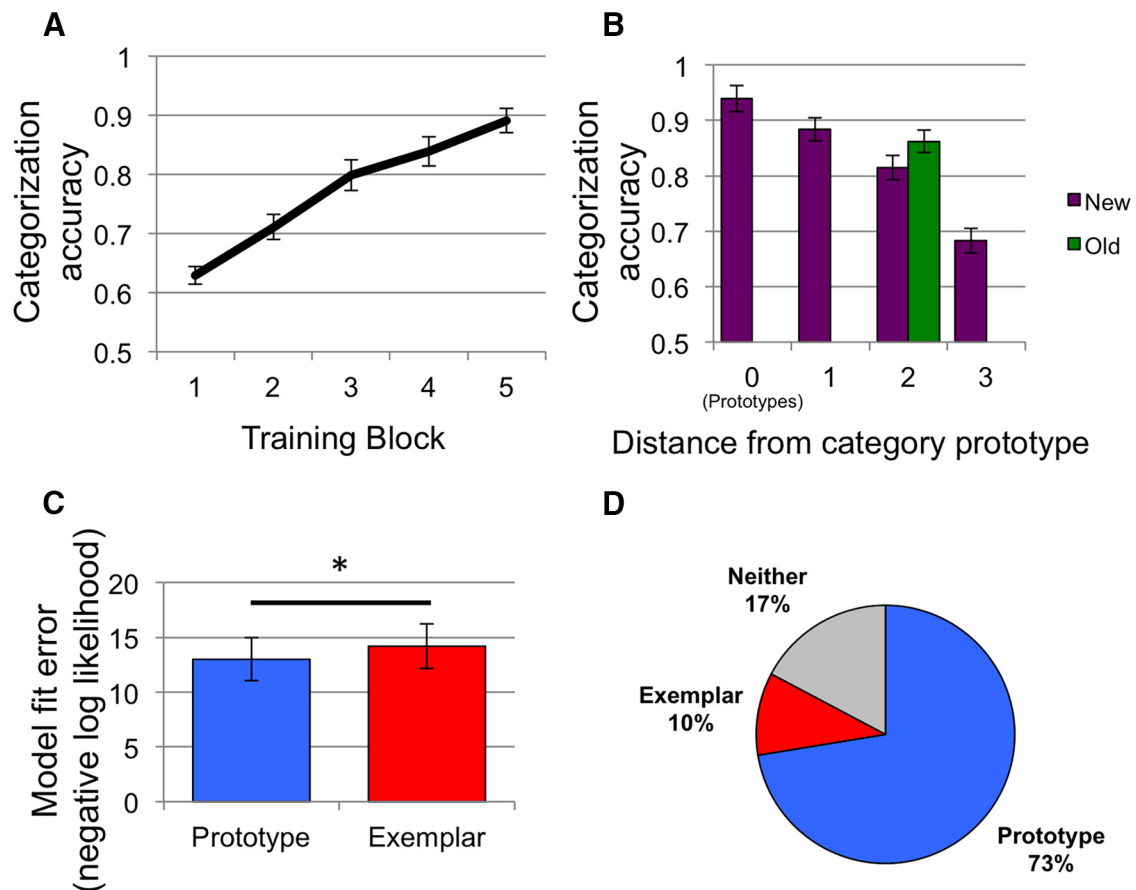 A
Categorization
accuracy
1
0.9
0.8
0.7
0.6
0.5
1 2 3 4 5
Training Block
B
Categorization
accuracy
1
0.9
0.8
0.7
0.6
0.5
0 1 2 3
(Prototypes)
Distance from category prototype
New
Old
C
Model fit error
(negative log likelihood)
*
20
15
10
5
0
Prototype Exemplar
D
Neither
17%
Exemplar
10%
Prototype
73%